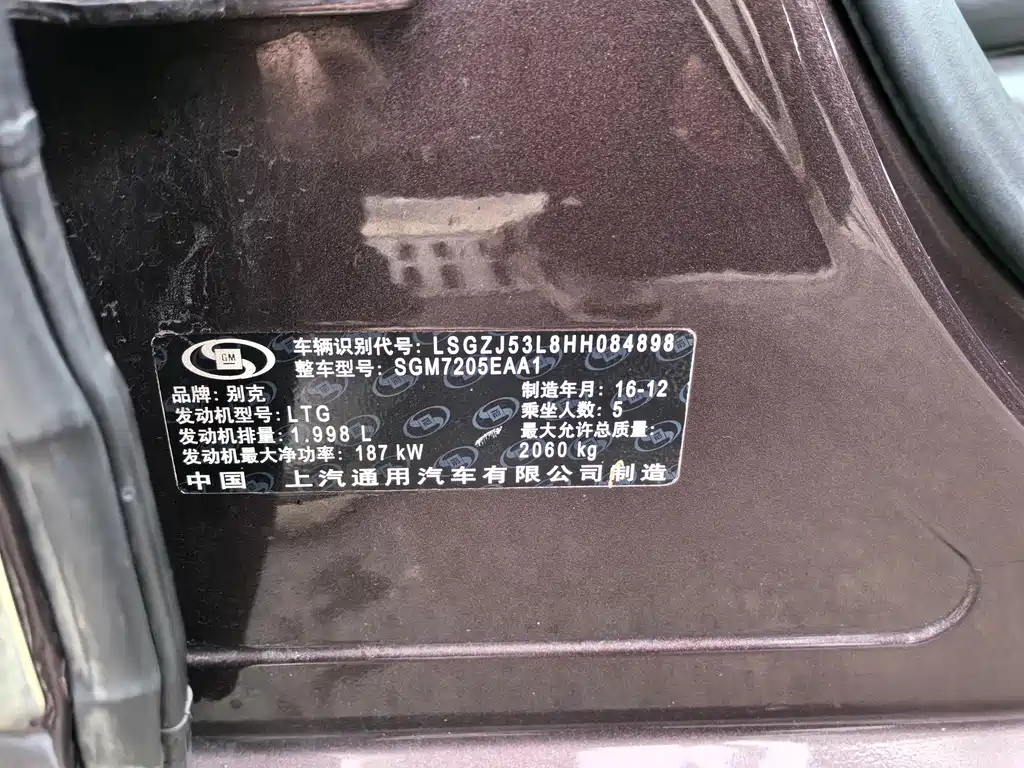 GM
车辆识别代号: LSGZJ53L8HH084898
整车型号: SGM7205EAA1
品牌: 别克
制造年月: 16-12
发动机型号: LTG
乘坐人数: 5
发动机排量: 1.998 L
最大允许总质量:
发动机最大净功率: 187 kW
2060 kg
中国 上汽通用汽车有限公司制造